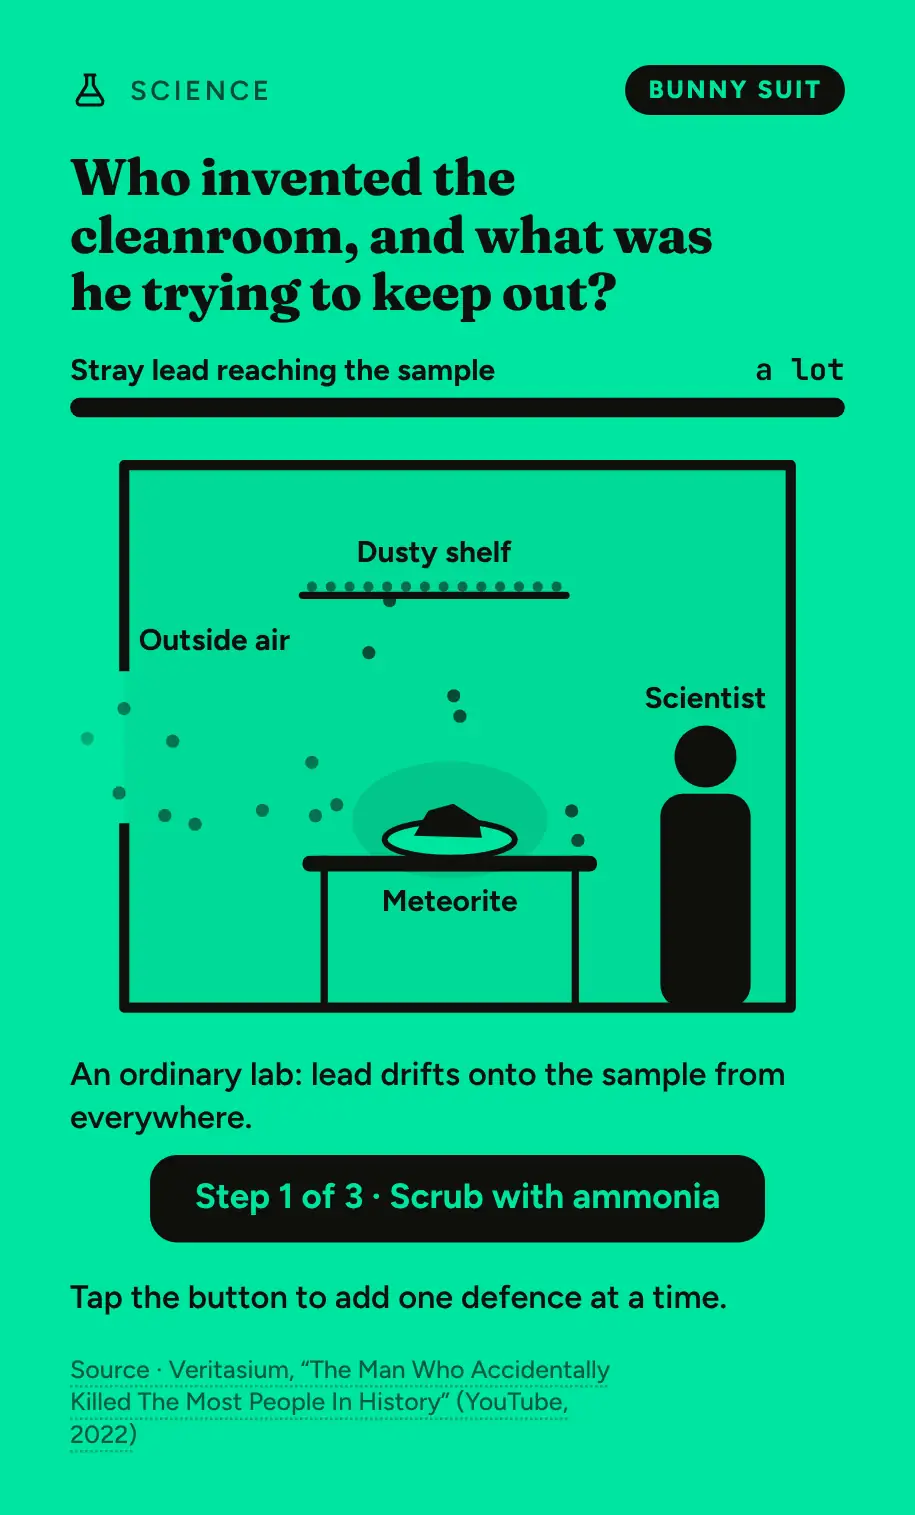 SCIENCE
BUNNY SUIT
Who invented the
cleanroom, and what was
he trying to keep out?
Stray lead reaching the sample
a lot
Dusty shelf
Outside air
Scientist
Meteorite
An ordinary lab: lead drifts onto the sample from
everywhere.
Step 1 of 3 · Scrub with ammonia
Tap the button to add one defence at a time.
Source · Veritasium, “The Man Who Accidentally
Killed The Most People In History” (YouTube,
2022)